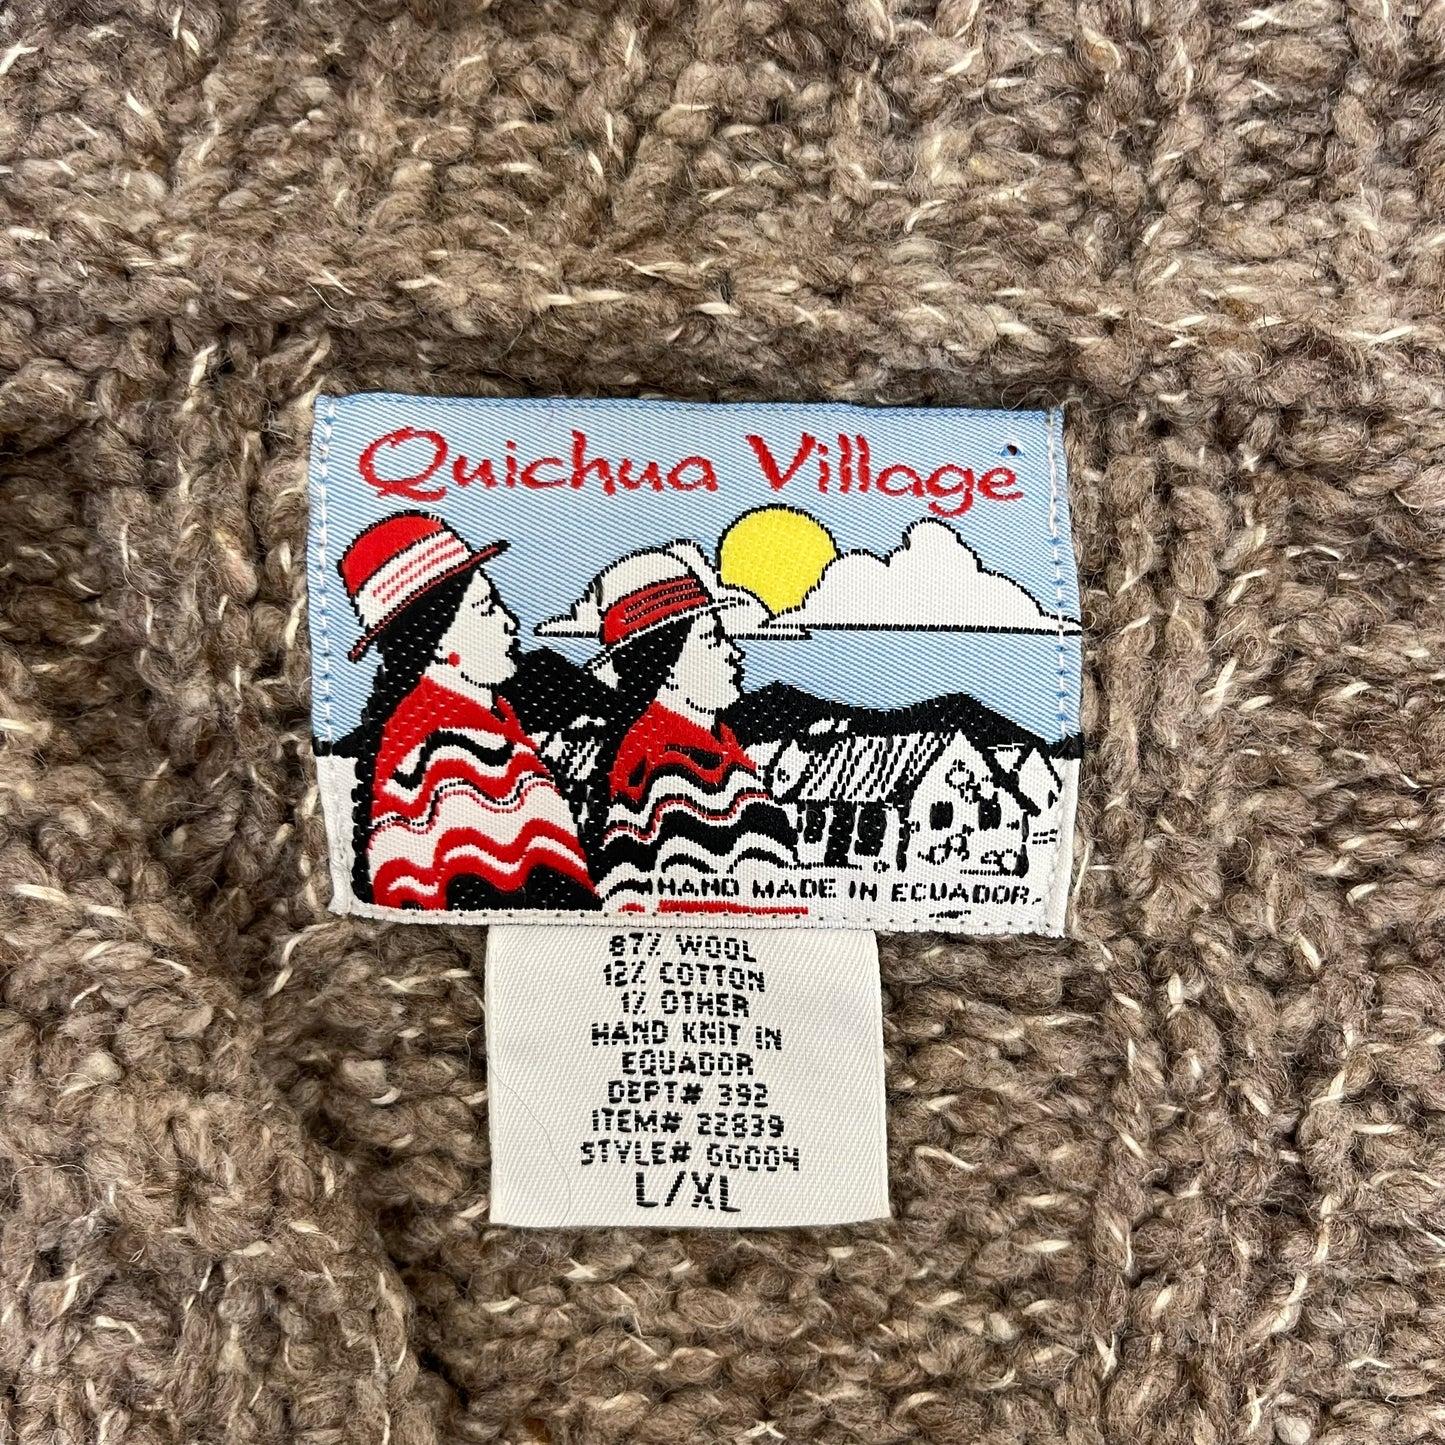 Quichua Village
HAND MADE IN ECUADOR
87% WOOL
12% COTTON
1% OTHER
HAND KNIT IN
EQUADOR
DEPT# 392
ITEM# 22839
STYLE# GG004
L/XL